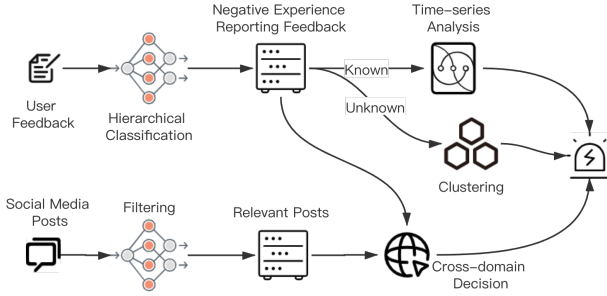 Negative Experience
Reporting Feedback
Time-series
Analysis
Known
Unknown
User
Feedback
Hierarchical
Classification
Clustering
Social Media
Posts
Filtering
Relevant Posts
Cross-domain
Decision